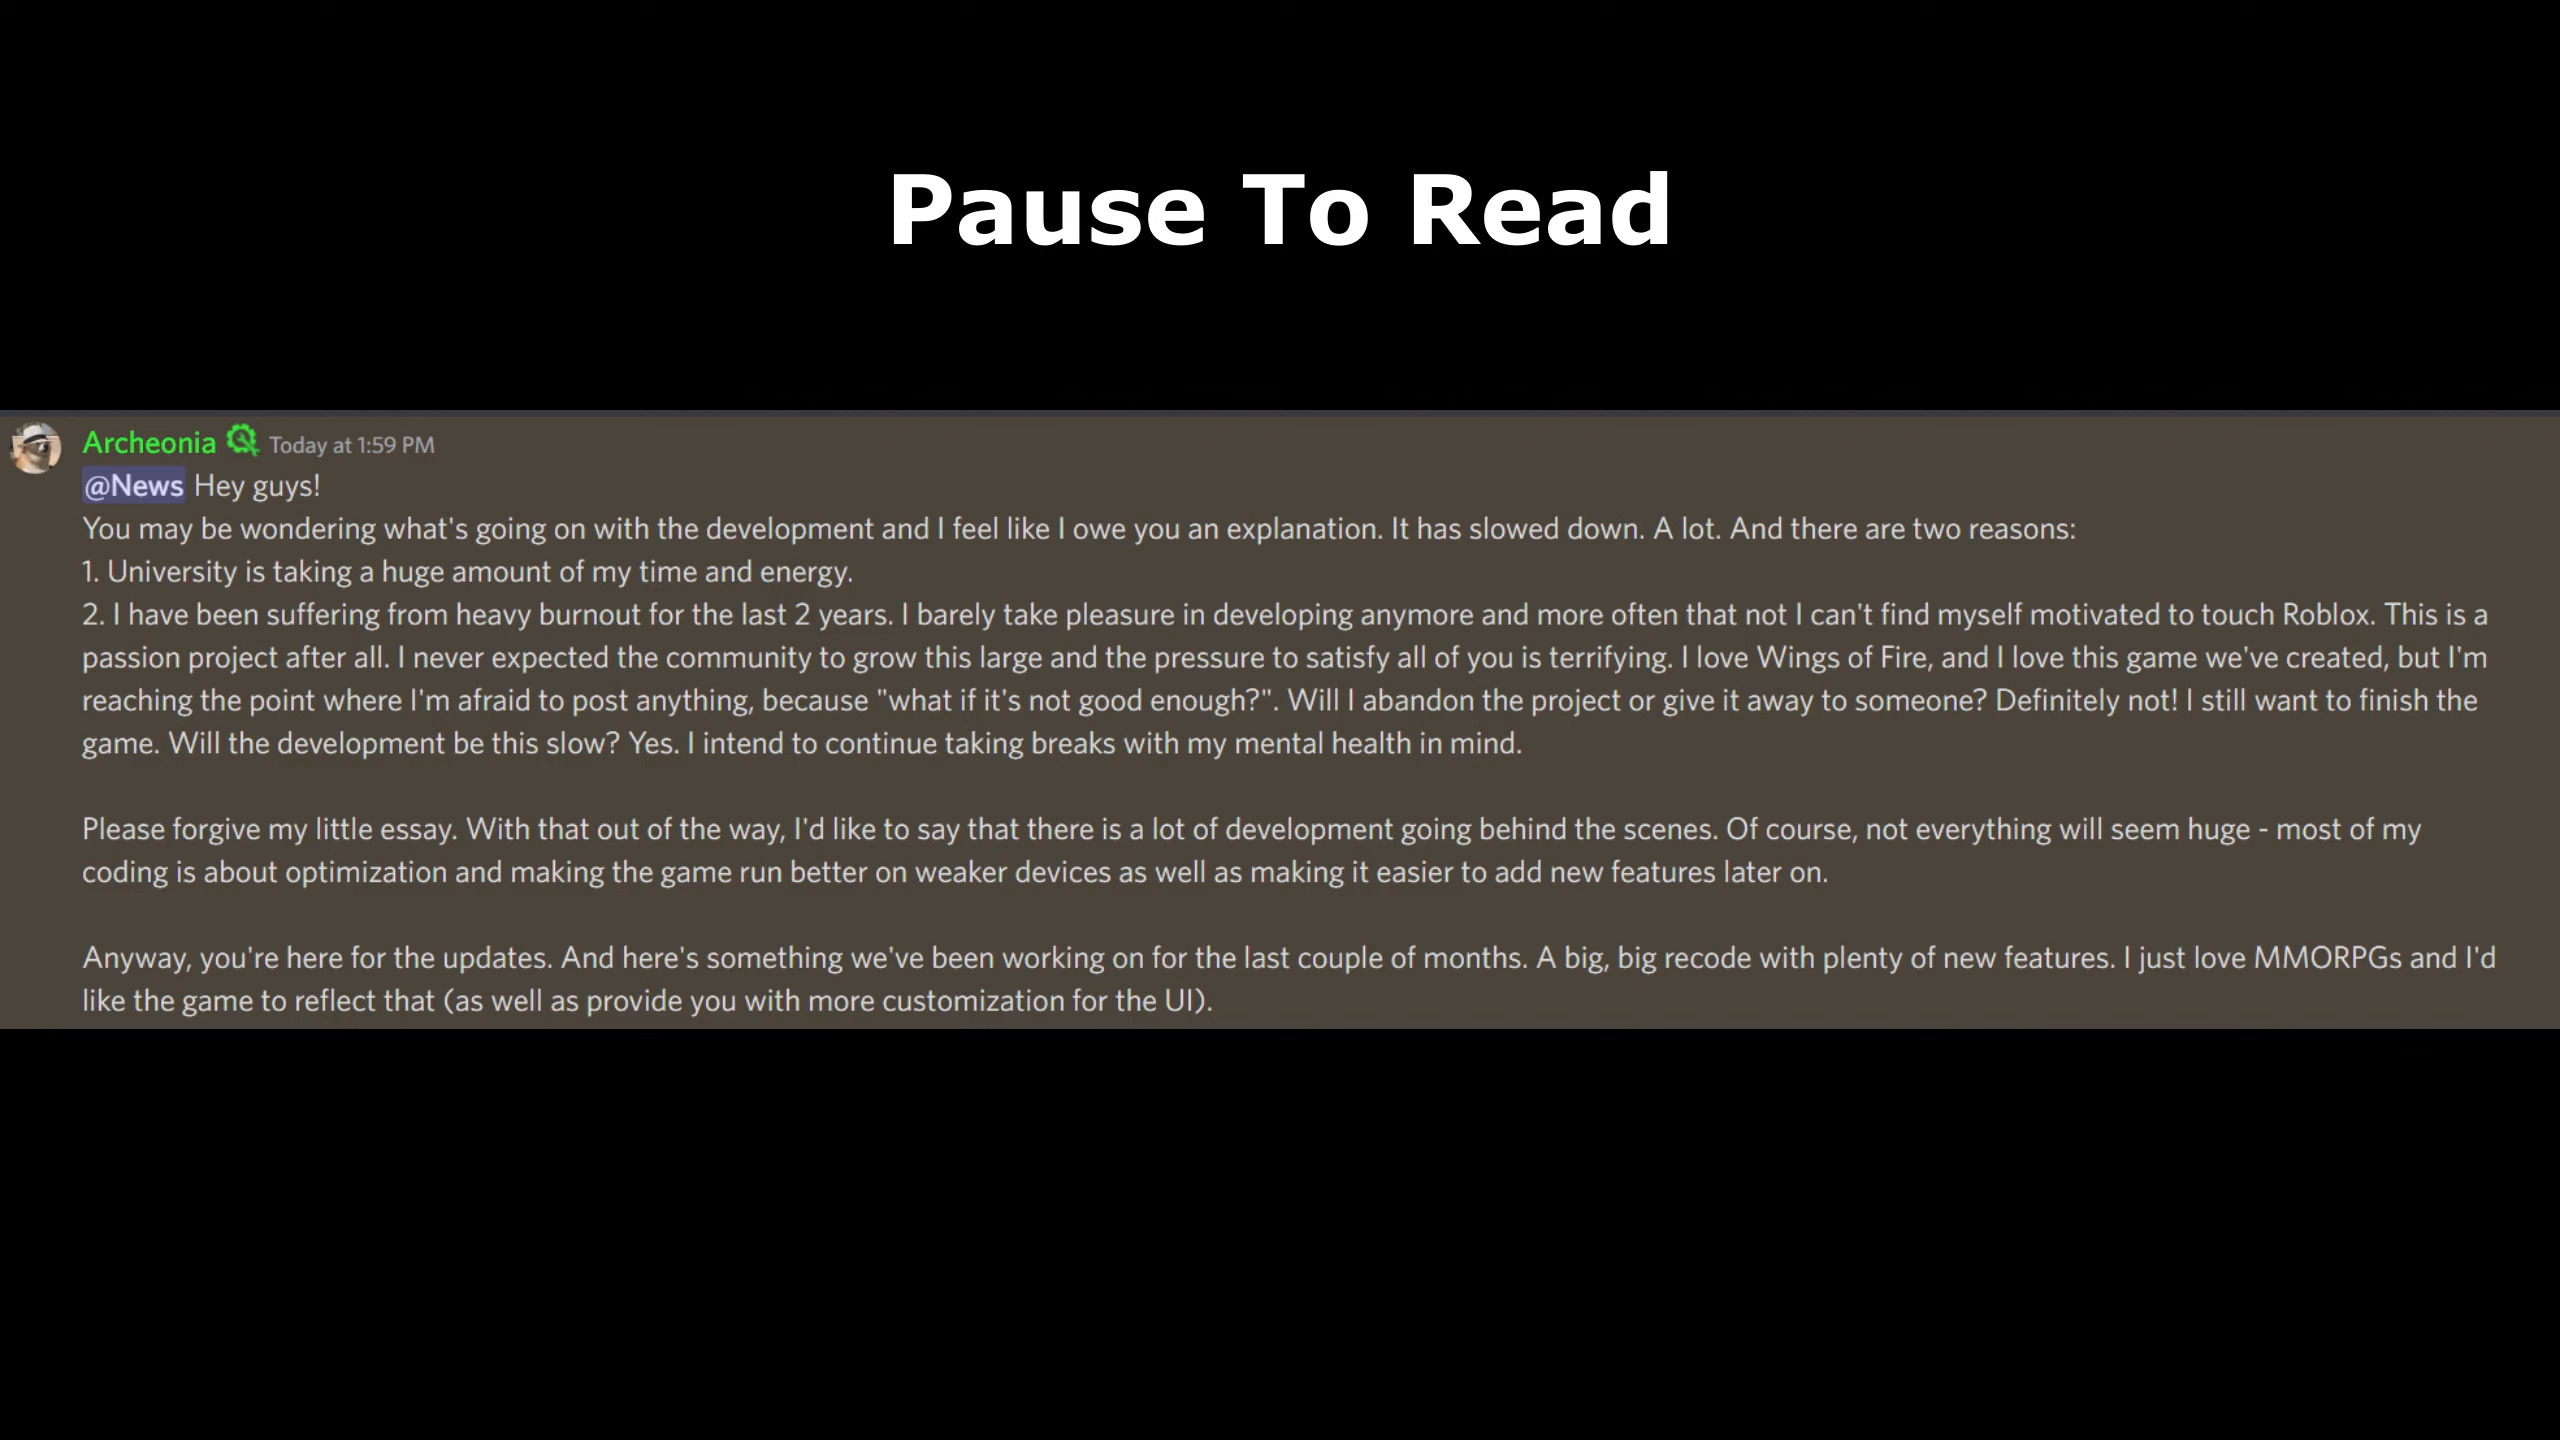 Pause To Read
Archeonia Today at 1:59 PM
@News Hey guys!
You may be wondering what's going on with the development and I feel like I owe you an explanation. It has slowed down. A lot. And there are two reasons:
1. University is taking a huge amount of my time and energy.
2. I have been suffering from heavy burnout for the last 2 years. I barely take pleasure in developing anymore and more often that not I can't find myself motivated to touch Roblox. This is a
passion project after all. I never expected the community to grow this large and the pressure to satisfy all of you is terrifying. I love Wings of Fire, and I love this game we've created, but I'm
reaching the point where I'm afraid to post anything, because "what if it's not good enough?". Will I abandon the project or give it away to someone? Definitely not! I still want to finish the
game. Will the development be this slow? Yes. I intend to continue taking breaks with my mental health in mind.
Please forgive my little essay. With that out of the way, I'd like to say that there is a lot of development going behind the scenes. Of course, not everything will seem huge - most of my
coding is about optimization and making the game run better on weaker devices as well as making it easier to add new features later on.
Anyway, you're here for the updates. And here's something we've been working on for the last couple of months. A big, big recode with plenty of new features. I just love MMORPGs and I'd
like the game to reflect that (as well as provide you with more customization for the UI).